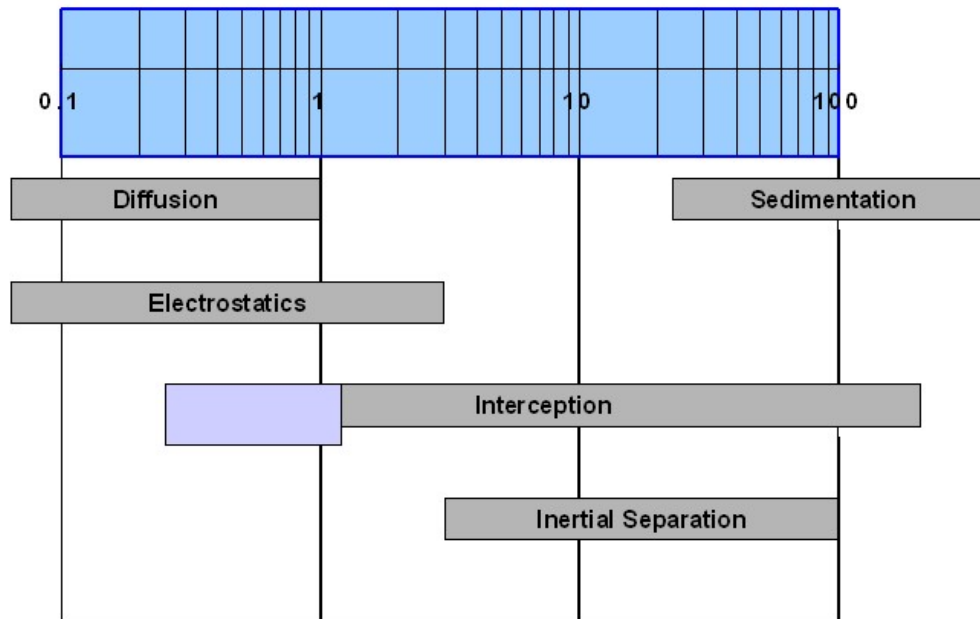 0.1 1 10 100
Diffusion Sedimentation
Electrostatics
Interception
Inertial Separation